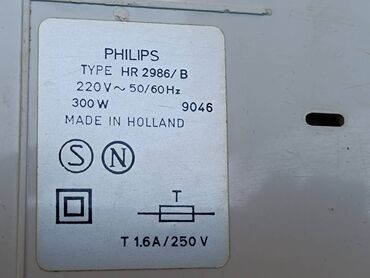 PHILIPS
TYPE HR 2986/B
220V ~ 50/60Hz
300W 9046
MADE IN HOLLAND
S N
T
T 1.6A/250V